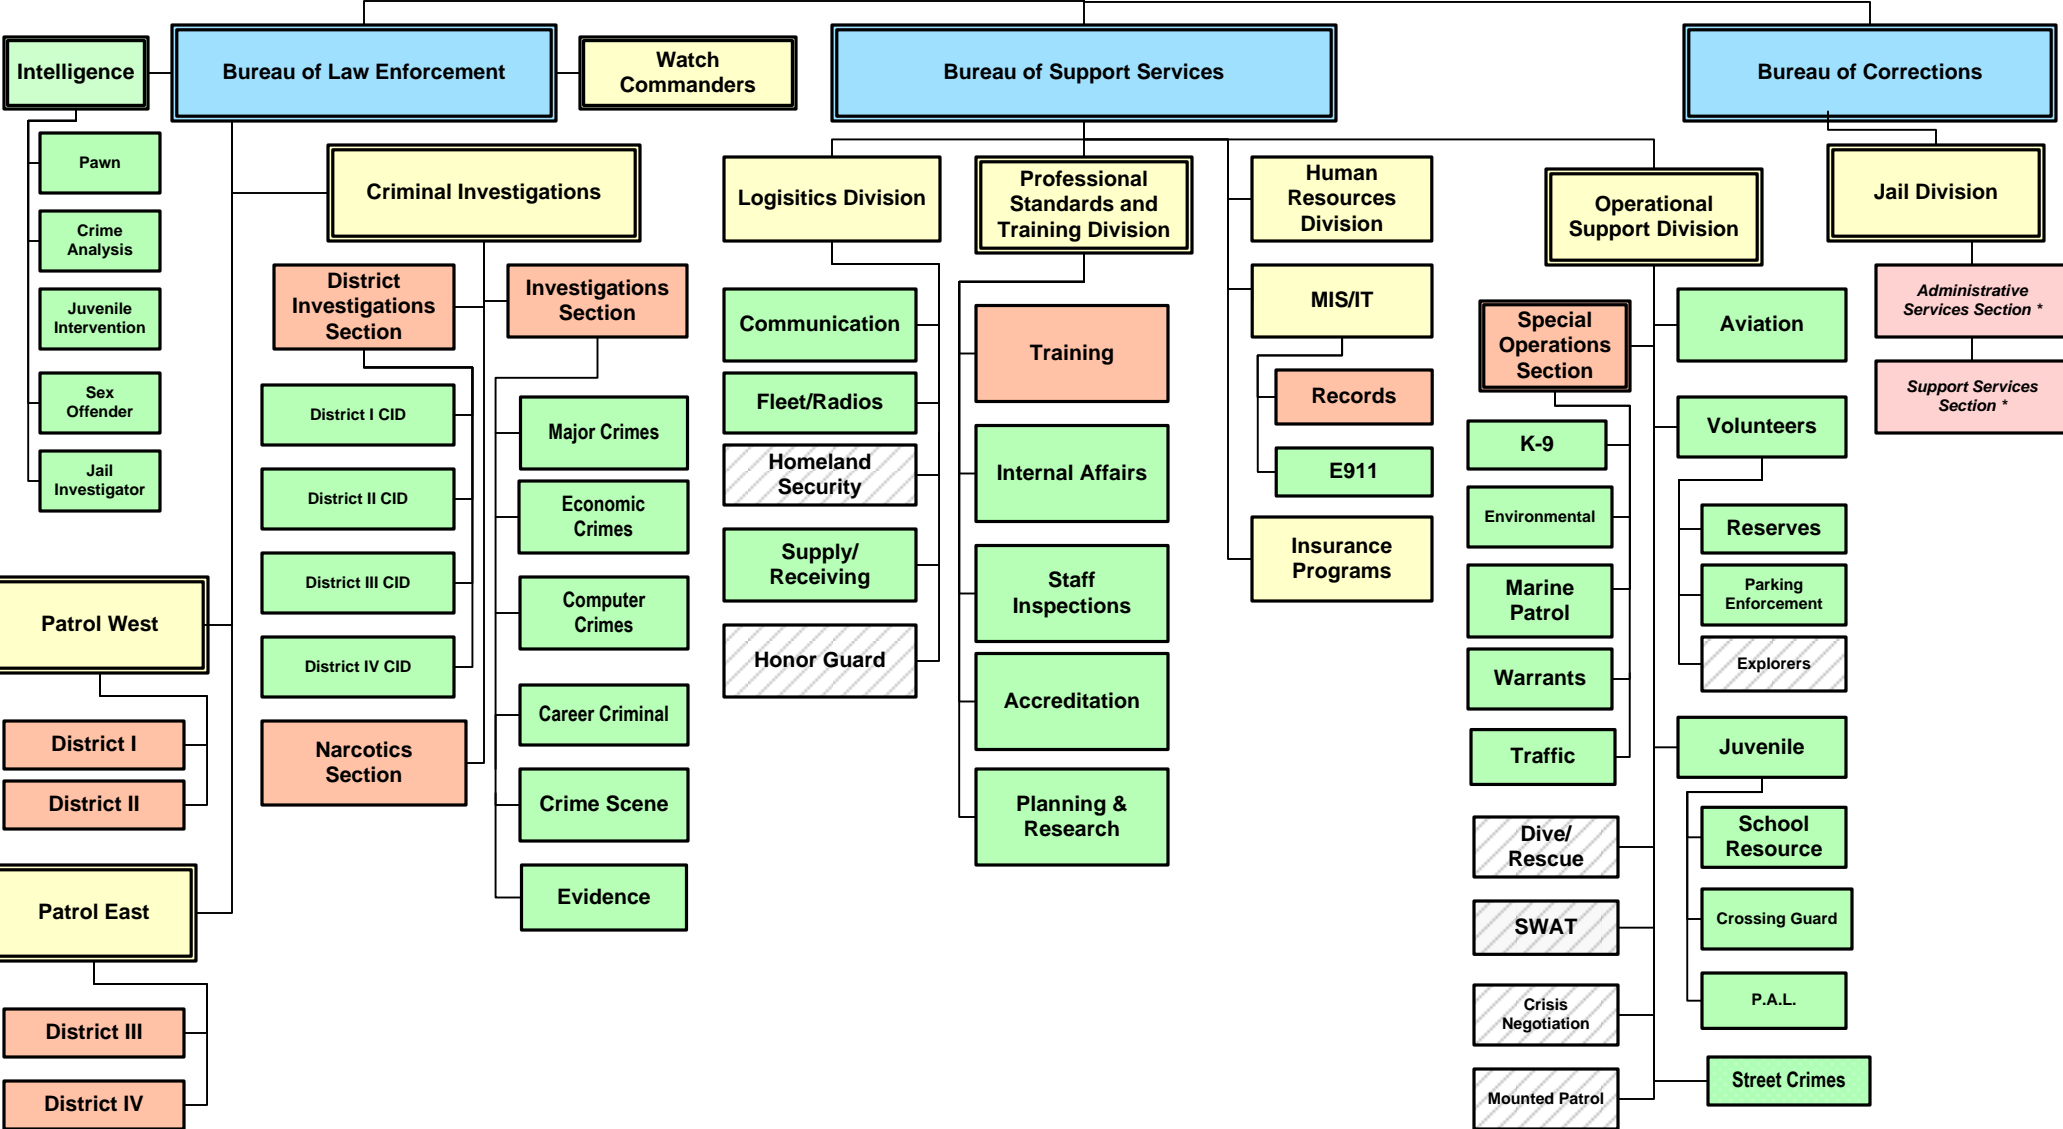 Intelligence
Bureau of Law Enforcement
Watch
Commanders
Bureau of Support Services
Bureau of Corrections
Pawn
Crime
Analysis
Juvenile
Intervention
Sex
Offender
Jail
Investigator
Criminal Investigations
District
Investigations
Section
Investigations
Section
District I CID
District II CID
District III CID
District IV CID
Narcotics
Section
Major Crimes
Economic
Crimes
Computer
Crimes
Career Criminal
Crime Scene
Evidence
Patrol West
District I
District II
Patrol East
District III
District IV
Logisitics Division
Communication
Fleet/Radios
Homeland
Security
Supply/
Receiving
Honor Guard
Professional
Standards and
Training Division
Training
Internal Affairs
Staff
Inspections
Accreditation
Planning &
Research
Human
Resources
Division
MIS/IT
Records
E911
Insurance
Programs
Operational
Support Division
Special
Operations
Section
K-9
Environmental
Marine
Patrol
Warrants
Traffic
Dive/
Rescue
SWAT
Crisis
Negotiation
Mounted Patrol
Aviation
Volunteers
Reserves
Parking
Enforcement
Explorers
Juvenile
School
Resource
Crossing Guard
P.A.L.
Street Crimes
Jail Division
Administrative
Services Section *
Support Services
Section *